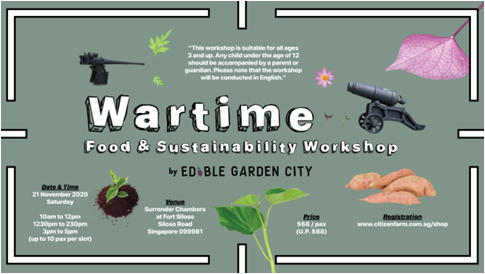 "This workshop is suitable for all ages
3 and up. Any child under the age of 12
should be accompanied by a parent or
guardian. Please note that the workshop
will be conducted in English."
Wartime
Food & Sustainability Workshop
by EDIBLE GARDEN CITY
Date & Time
21 November 2020
Saturday
10am to 12pm
1230pm to 230pm
3pm to 5pm
(up to 10 pax per slot)
Venue
Surrender Chambers
at Fort Siloso
Siloso Road
Singapore 099981
Price
$68 / pax
(U.P. $88)
Registration
www.citizenfarm.com.sg/shop